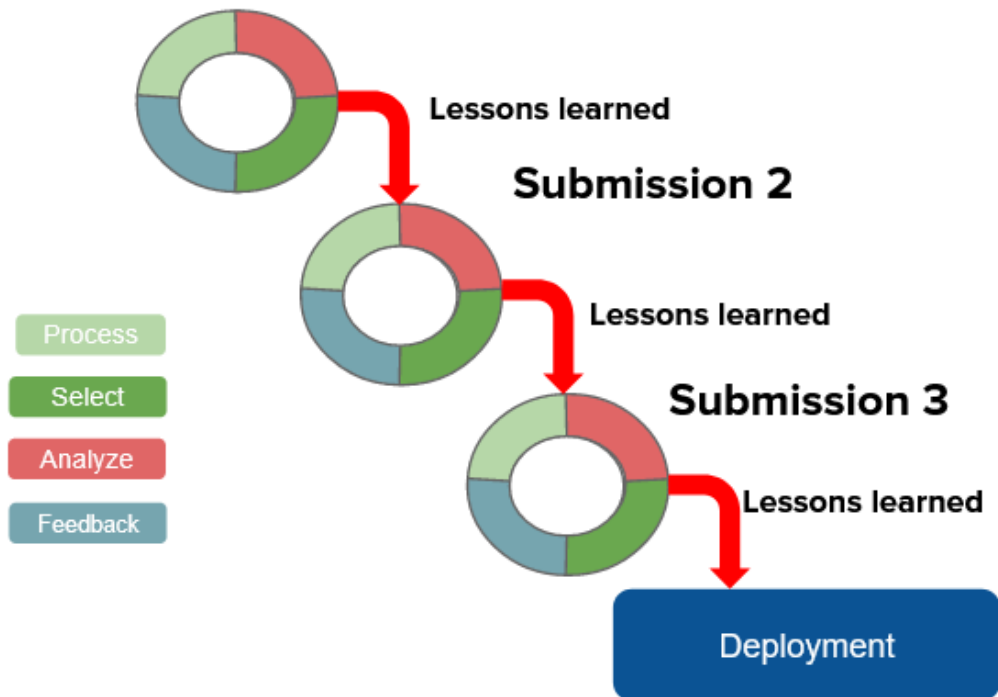 Lessons learned
Submission 2
Lessons learned
Process
Select
Submission 3
Analyze
Lessons learned
Feedback
Deployment